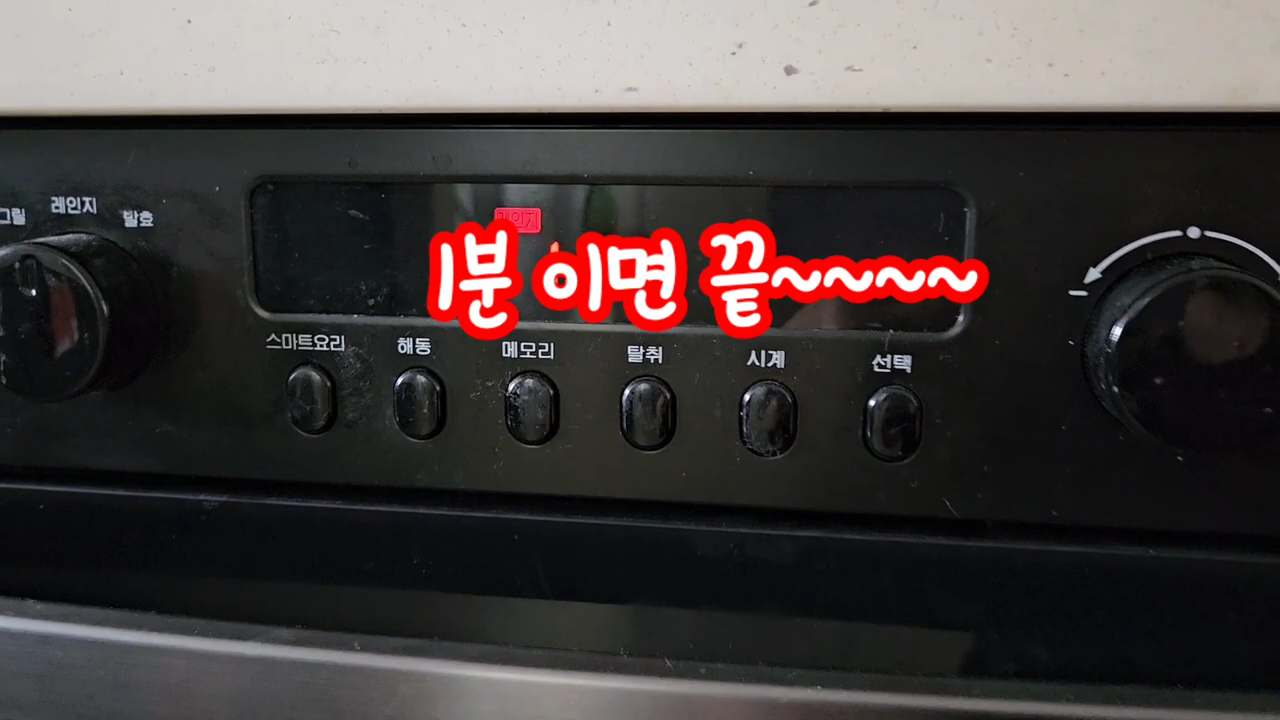 그릴 레인지 발효
레인지
1분 이면 끝~~~~
스마트요리 해동 메모리 탈취 시계 선택